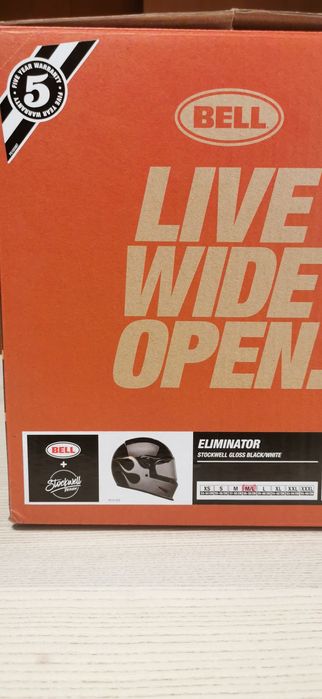 FIVE YEAR WARRANTY
5
FIVE YEAR WARRANTY
BELL
LIVE
WIDE
OPEN.
BELL
+
Stockwell
ELIMINATOR
STOCKWELL GLOSS BLACK/WHITE
XS S M M/L L XL XXL XXXL